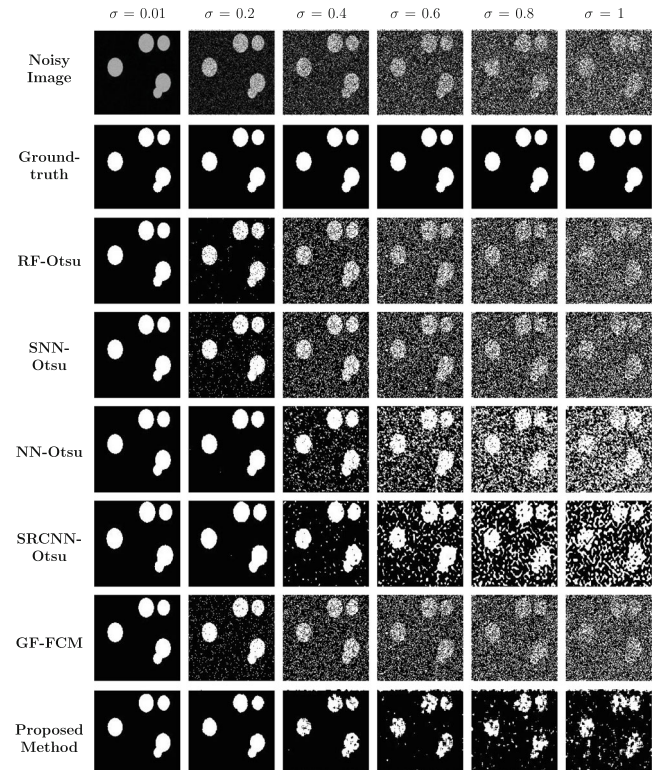 σ = 0.01 σ = 0.2 σ = 0.4 σ = 0.6 σ = 0.8 σ = 1
Noisy
Image
Ground-
truth
RF-Otsu
SNN-
Otsu
NN-Otsu
SRCNN-
Otsu
GF-FCM
Proposed
Method